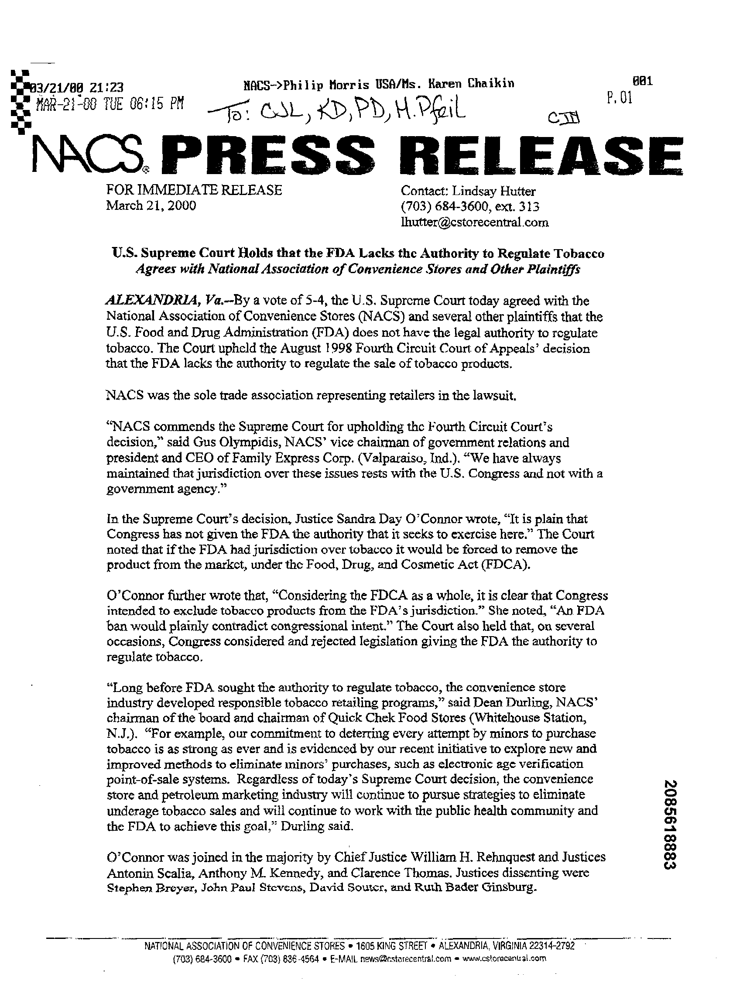 03/21/00 21:23 NACS->Philip Morris USA/Ms. Karen Chaikin 001
MAR-21-00 TUE 06:15 PM P.01
To: CJL, KD, PD, H. Pfeil
NACS® PRESS RELEASE
FOR IMMEDIATE RELEASE Contact: Lindsay Hutter
March 21, 2000 (703) 684-3600, ext. 313
lhutter@cstorecentral.com
U.S. Supreme Court Holds that the FDA Lacks the Authority to Regulate Tobacco
Agrees with National Association of Convenience Stores and Other Plaintiffs
ALEXANDRIA, Va.--By a vote of 5-4, the U.S. Supreme Court today agreed with the
National Association of Convenience Stores (NACS) and several other plaintiffs that the
U.S. Food and Drug Administration (FDA) does not have the legal authority to regulate
tobacco. The Court upheld the August 1998 Fourth Circuit Court of Appeals' decision
that the FDA lacks the authority to regulate the sale of tobacco products.
NACS was the sole trade association representing retailers in the lawsuit.
"NACS commends the Supreme Court for upholding the Fourth Circuit Court's
decision," said Gus Olympidis, NACS' vice chairman of government relations and
president and CEO of Family Express Corp. (Valparaiso, Ind.). "We have always
maintained that jurisdiction over these issues rests with the U.S. Congress and not with a
government agency."
In the Supreme Court's decision, Justice Sandra Day O'Connor wrote, "It is plain that
Congress has not given the FDA the authority that it seeks to exercise here." The Court
noted that if the FDA had jurisdiction over tobacco it would be forced to remove the
product from the market, under the Food, Drug, and Cosmetic Act (FDCA).
O'Connor further wrote that, "Considering the FDCA as a whole, it is clear that Congress
intended to exclude tobacco products from the FDA's jurisdiction." She noted, "An FDA
ban would plainly contradict congressional intent." The Court also held that, on several
occasions, Congress considered and rejected legislation giving the FDA the authority to
regulate tobacco.
"Long before FDA sought the authority to regulate tobacco, the convenience store
industry developed responsible tobacco retailing programs," said Dean Durling, NACS'
chairman of the board and chairman of Quick Chek Food Stores (Whitehouse Station,
N.J.). "For example, our commitment to deterring every attempt by minors to purchase
tobacco is as strong as ever and is evidenced by our recent initiative to explore new and
improved methods to eliminate minors' purchases, such as electronic age verification
point-of-sale systems. Regardless of today's Supreme Court decision, the convenience
store and petroleum marketing industry will continue to pursue strategies to eliminate
underage tobacco sales and will continue to work with the public health community and
the FDA to achieve this goal," Durling said.
O'Connor was joined in the majority by Chief Justice William H. Rehnquest and Justices
Antonin Scalia, Anthony M. Kennedy, and Clarence Thomas. Justices dissenting were
Stephen Breyer, John Paul Stevens, David Souter, and Ruth Bader Ginsburg.
2085618883
NATIONAL ASSOCIATION OF CONVENIENCE STORES • 1605 KING STREET • ALEXANDRIA, VIRGINIA 22314-2792
(703) 684-3600 • FAX (703) 836-4564 • E-MAIL news@cstorecentral.com • www.cstorecentral.com